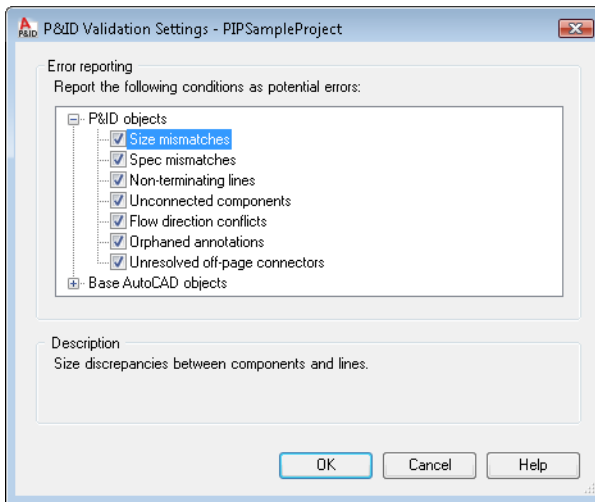 A
P&ID
P&ID Validation Settings - PIPSampleProject
Error reporting
Report the following conditions as potential errors:
P&ID objects
Size mismatches
Spec mismatches
Non-terminating lines
Unconnected components
Flow direction conflicts
Orphaned annotations
Unresolved off-page connectors
Base AutoCAD objects
Description
Size discrepancies between components and lines.
OK Cancel Help